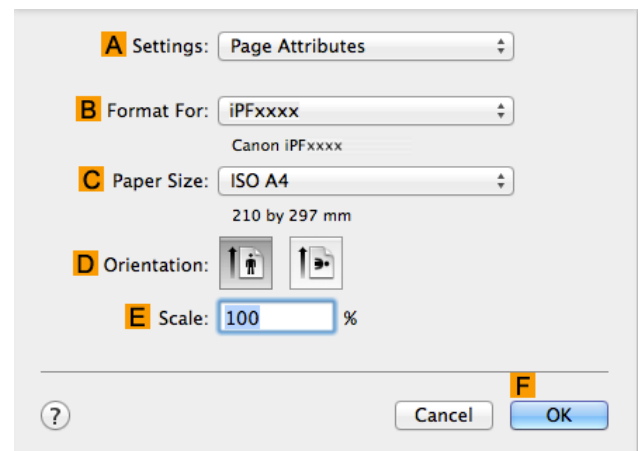 A Settings: Page Attributes
B Format For: iPFxxxx
Canon iPFxxxx
C Paper Size: ISO A4
210 by 297 mm
D Orientation:
E Scale: 100 %
F
? Cancel OK